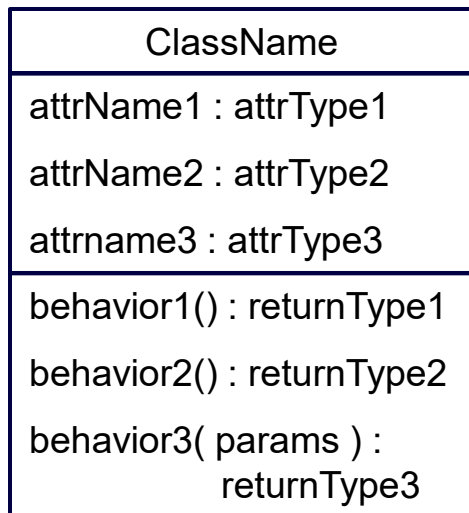 ClassName
attrName1 : attrType1
attrName2 : attrType2
attrname3 : attrType3
behavior1() : returnType1
behavior2() : returnType2
behavior3( params ) :
returnType3